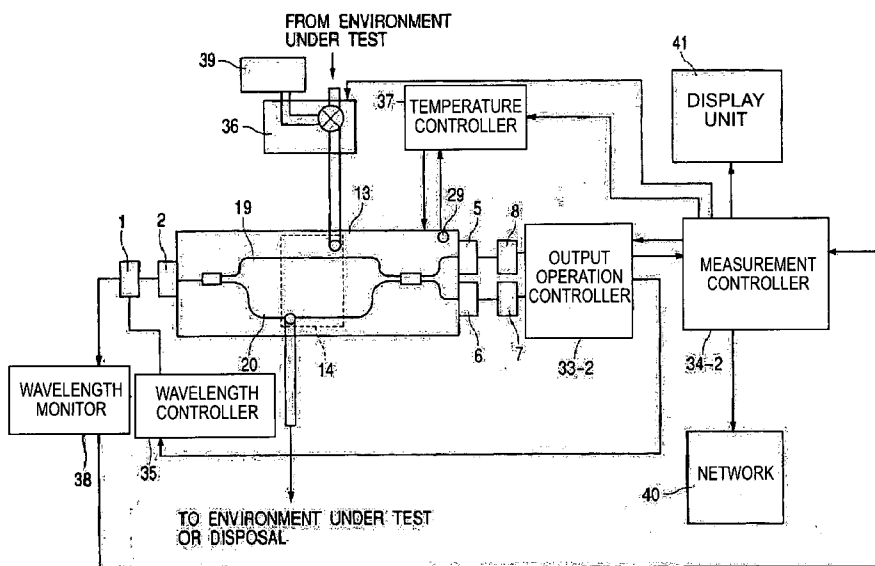 FROM ENVIRONMENT
UNDER TEST
39
41
36
37
TEMPERATURE
CONTROLLER
DISPLAY
UNIT
13
29
1
2
19
5
8
OUTPUT
OPERATION
CONTROLLER
MEASUREMENT
CONTROLLER
20
14
6
7
33-2
34-2
WAVELENGTH
MONITOR
WAVELENGTH
CONTROLLER
38
35
NETWORK
40
TO ENVIRONMENT UNDER TEST
OR DISPOSAL